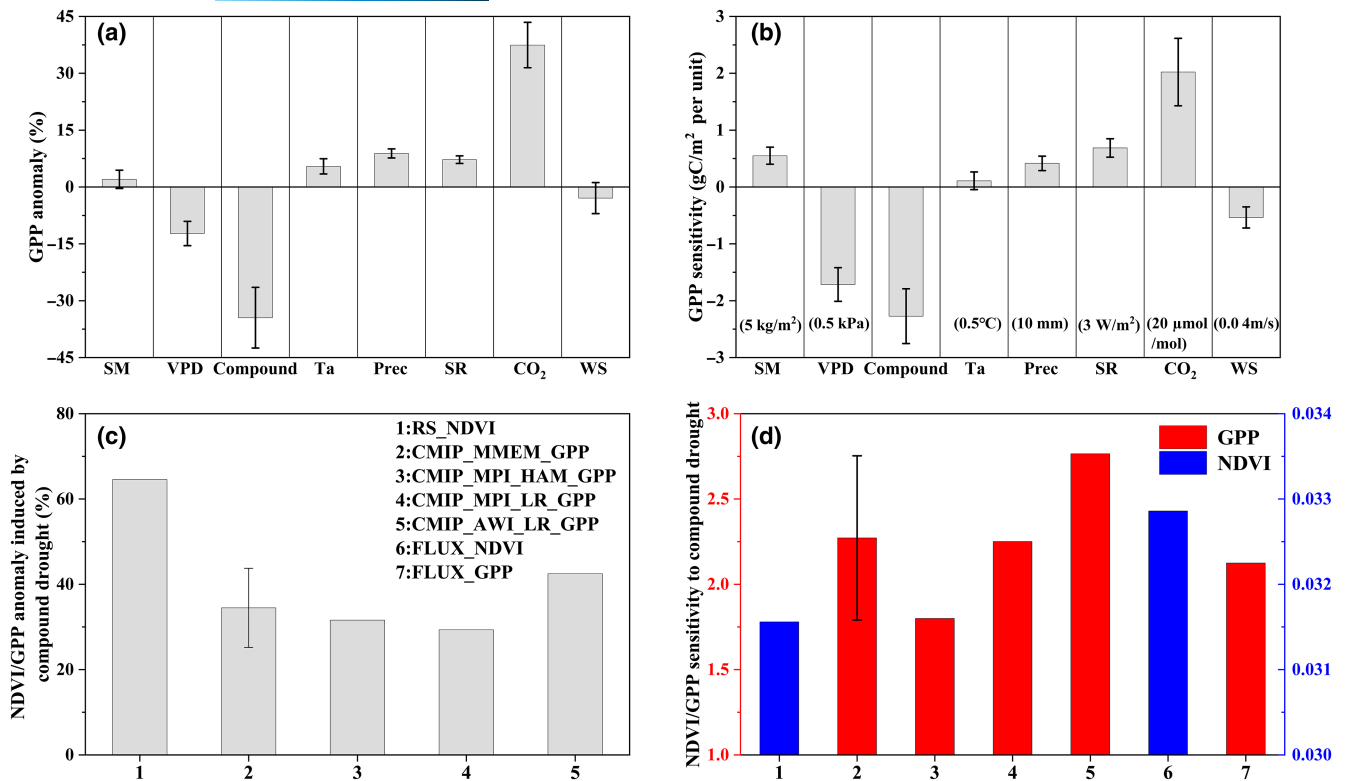 (a)
GPP anomaly (%)
45
30
15
0
−15
−30
−45
SM VPD Compound Ta Prec SR CO₂ WS
(b)
GPP sensitivity (gC/m² per unit)
3
2
1
0
−1
−2
−3
(5 kg/m²) (0.5 kPa) (0.5°C) (10 mm) (3 W/m²) (20 µmol (0.0 4m/s)
/mol)
SM VPD Compound Ta Prec SR CO₂ WS
(c)
NDVI/GPP anomaly induced by
compound drought (%)
80
60
40
20
0
1:RS_NDVI
2:CMIP_MMEM_GPP
3:CMIP_MPI_HAM_GPP
4:CMIP_MPI_LR_GPP
5:CMIP_AWI_LR_GPP
6:FLUX_NDVI
7:FLUX_GPP
1 2 3 4 5
(d)
NDVI/GPP sensitivity to compound drought
3.0
2.5
2.0
1.5
1.0
GPP
NDVI
0.034
0.033
0.032
0.031
0.030
1 2 3 4 5 6 7